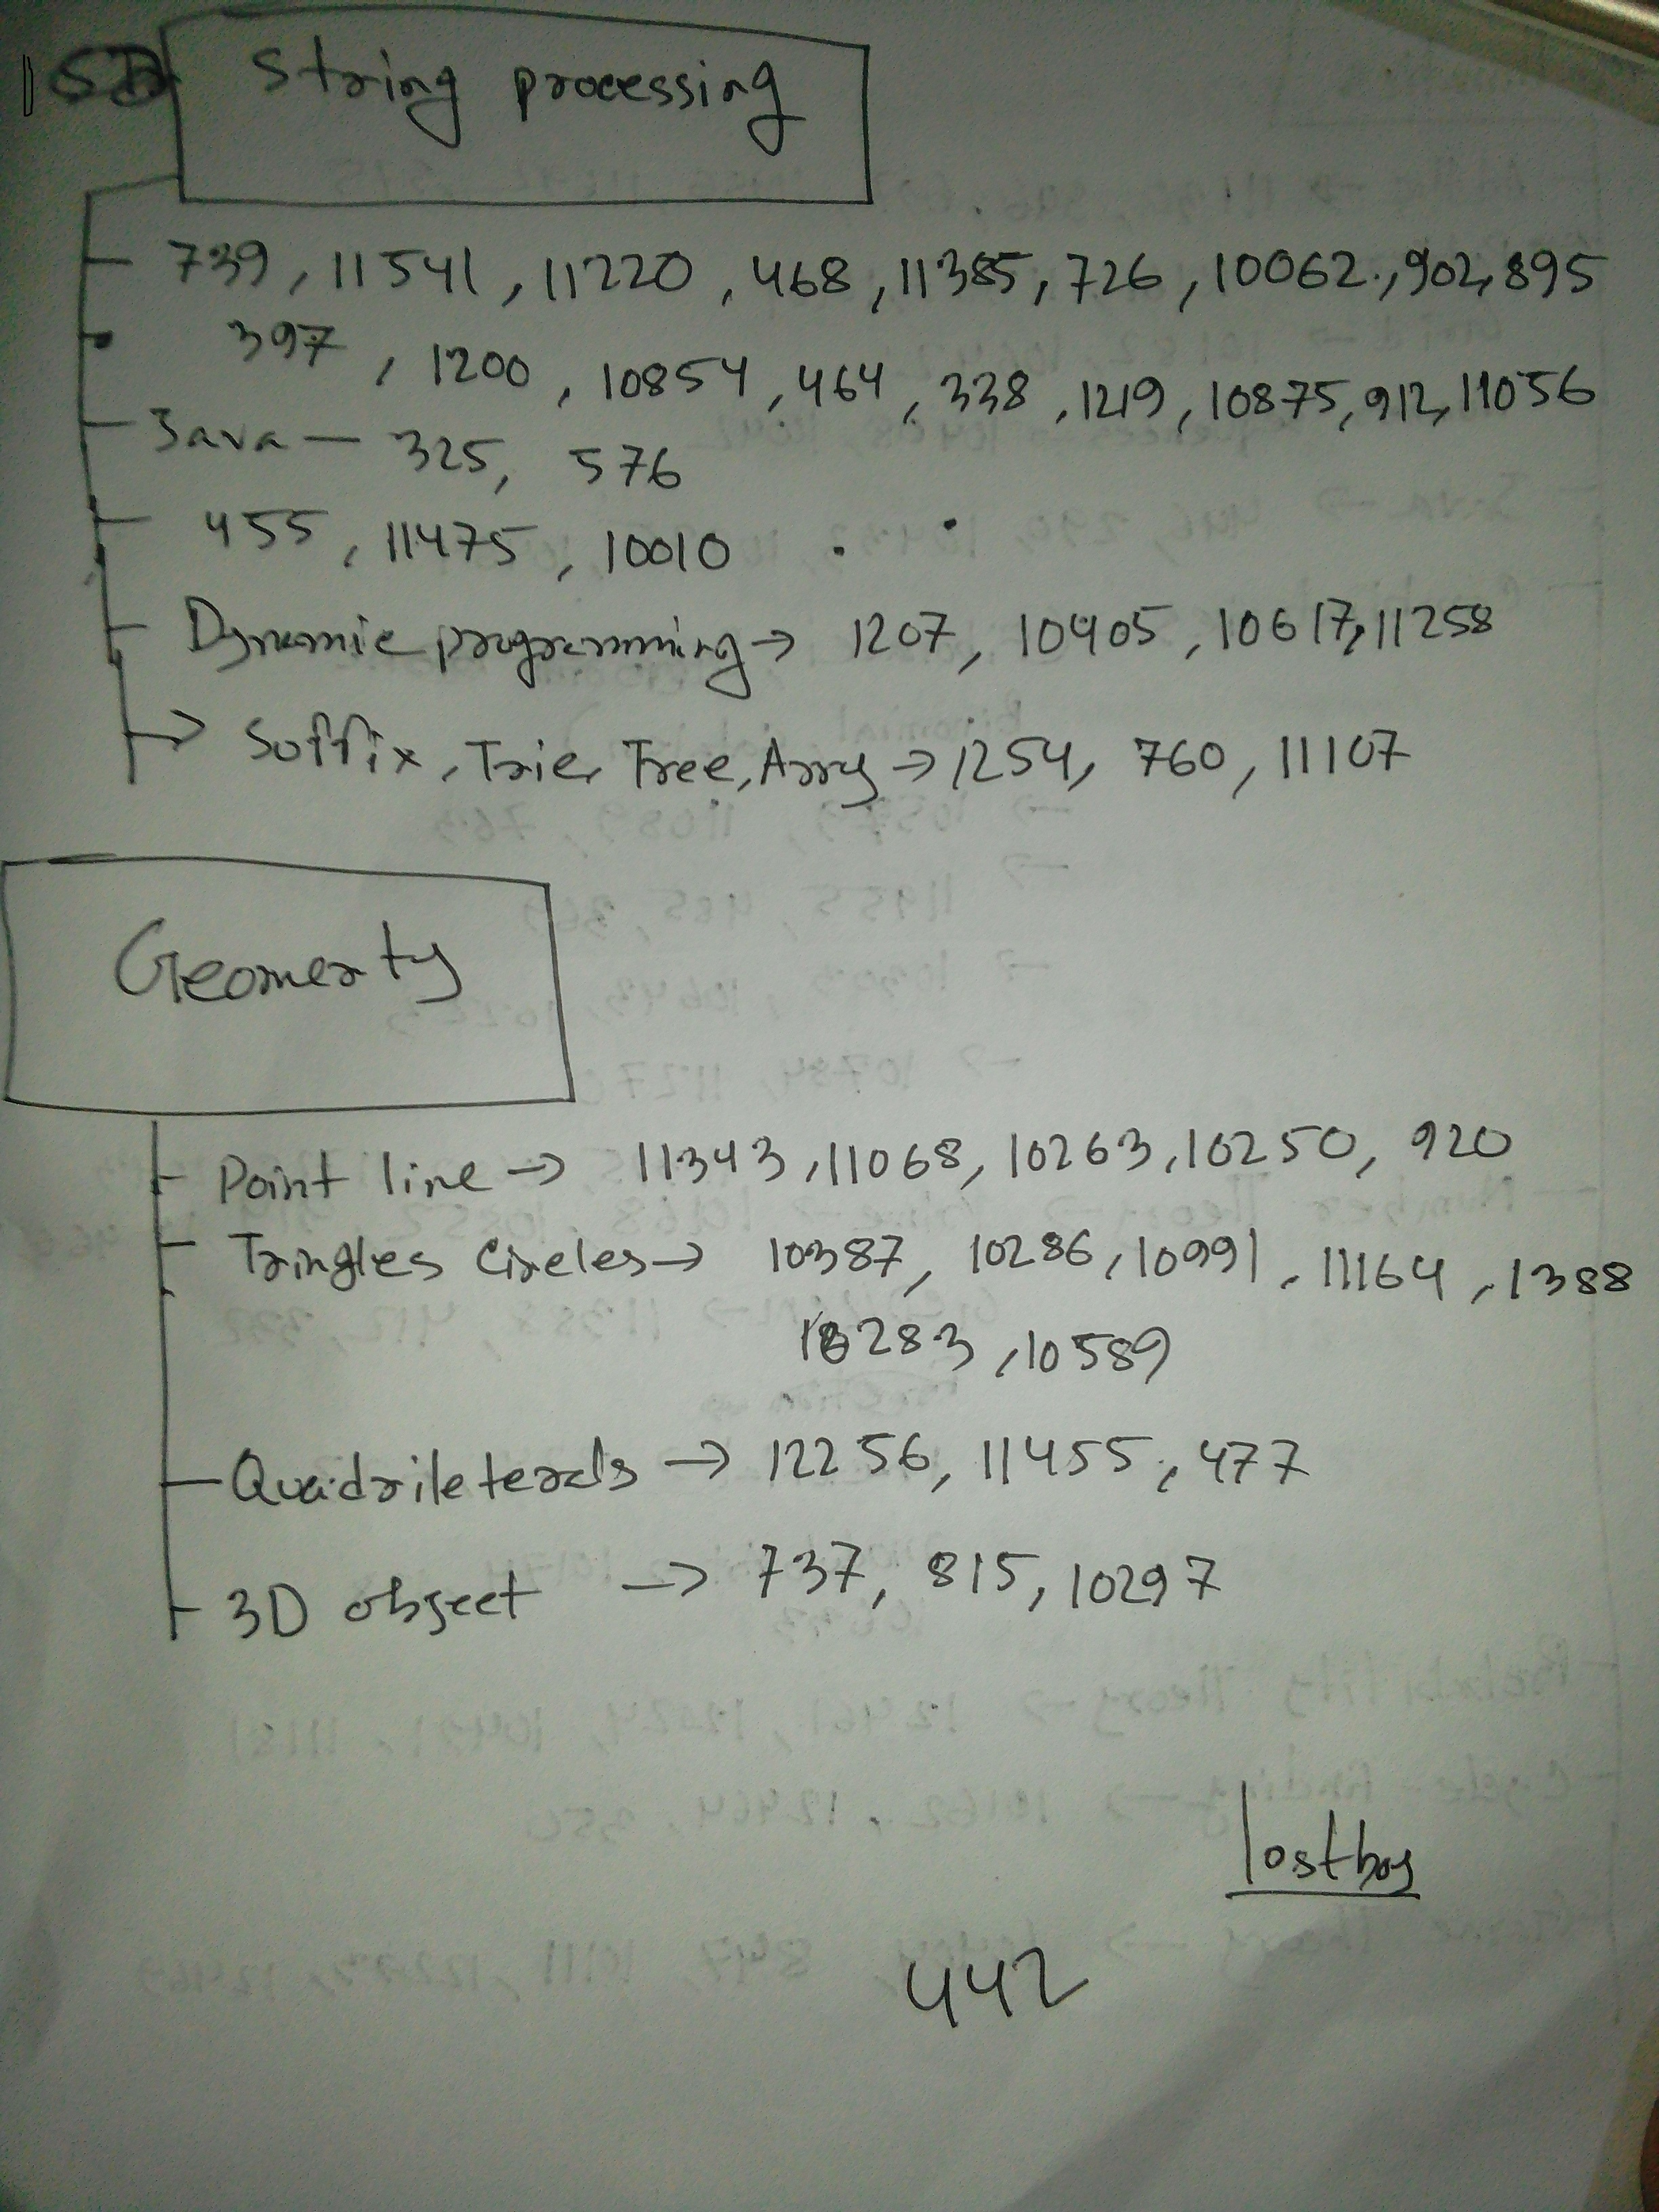 String processing
739, 11541, 11220, 468, 11385, 726, 10062, 902, 895
397, 1200, 10854, 464, 338, 1219, 10875, 912, 11056
Java — 325, 576
455, 11475, 10010
Dynamic programming → 1207, 10405, 10617, 11258
→ Suffix, Trie, Tree, Arry → 1254, 760, 11107
Geomerty
Point line → 11343, 11068, 10263, 10250, 920
Tringles Circles → 10387, 10286, 10991, 11164, 1388
10283, 10589
Quadrileterals → 12256, 11455, 477
3D object → 737, 815, 10297
lostboy
442